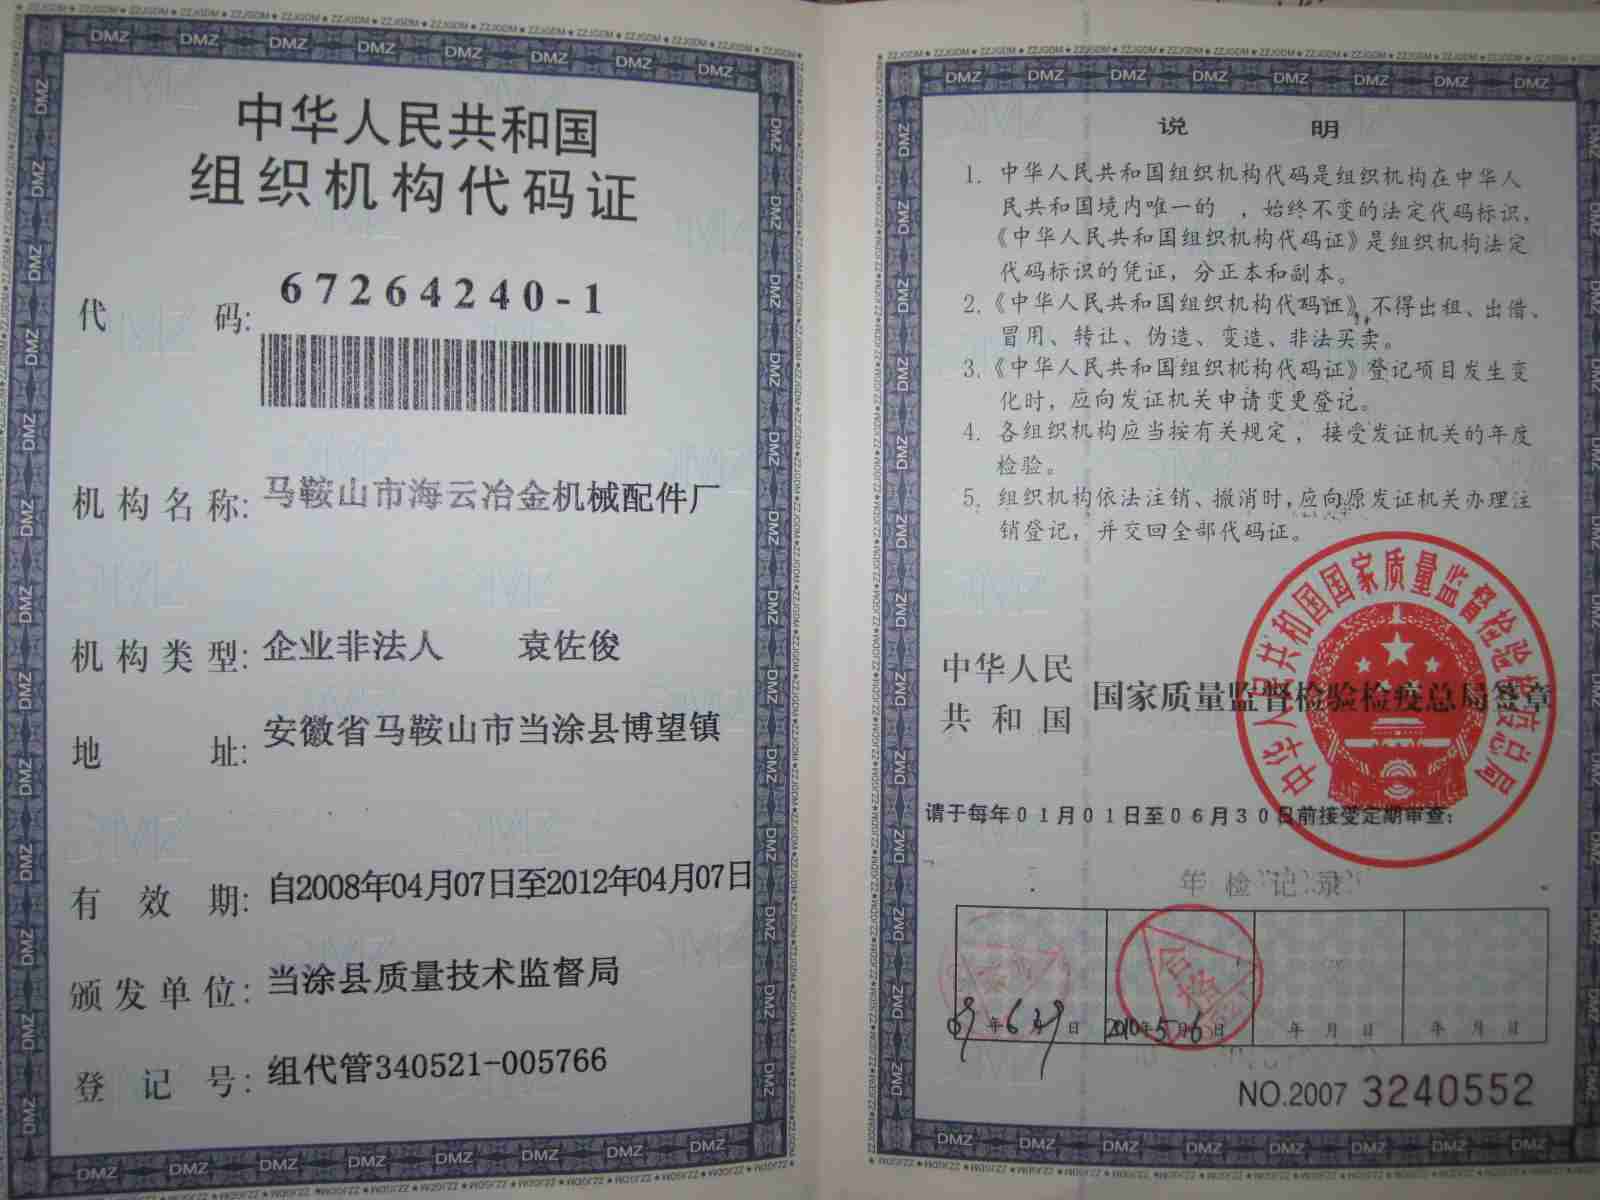 中华人民共和国
组织机构代码证
代 码: 67264240-1
机构名称: 马鞍山市海云冶金机械配件厂
机构类型: 企业非法人 袁佐俊
地 址: 安徽省马鞍山市当涂县博望镇
有 效 期: 自2008年04月07日至2012年04月07日
颁发单位: 当涂县质量技术监督局
登 记 号: 组代管340521-005766
说 明
1. 中华人民共和国组织机构代码是组织机构在中华人
民共和国境内唯一的 ，始终不变的法定代码标识，
《中华人民共和国组织机构代码证》是组织机构法定
代码标识的凭证，分正本和副本。
2.《中华人民共和国组织机构代码证》不得出租、出借、
冒用、转让、伪造、变造、非法买卖。
3.《中华人民共和国组织机构代码证》登记项目发生变
化时，应向发证机关申请变更登记。
4. 各组织机构应当按有关规定，接受发证机关的年度
检验。
5. 组织机构依法注销、撤消时，应向原发证机关办理注
销登记，并交回全部代码证。
中华人民共和国国家质量监督检验检疫总局
中华人民
共和国 国家质量监督检验检疫总局签章
请于每年01月01日至06月30日前接受定期审查:
年检记录
09年6月29日 2010年5月6日 年 月 日 年 月 日
NO.2007 3240552